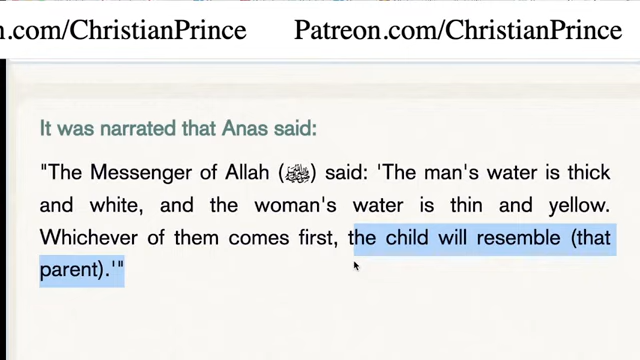 n.com/ChristianPrince Patreon.com/ChristianPrince
It was narrated that Anas said:
"The Messenger of Allah (ﷺ) said: 'The man's water is thick
and white, and the woman's water is thin and yellow.
Whichever of them comes first, the child will resemble (that
parent).'"